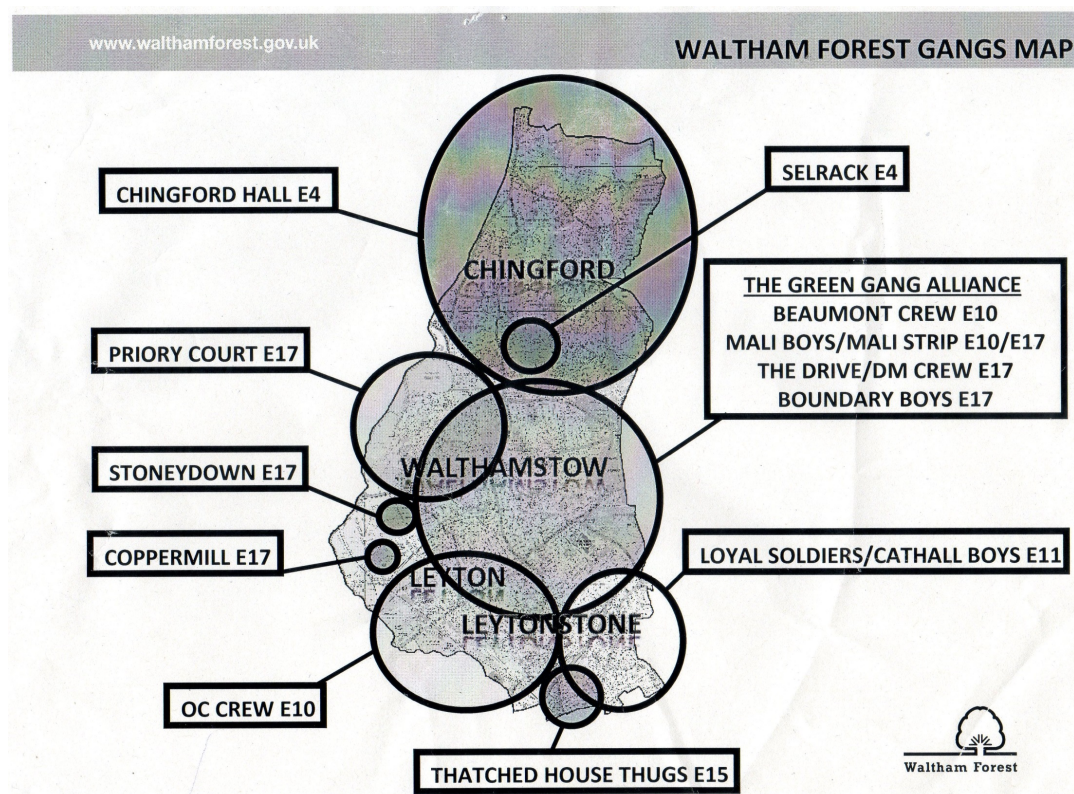 www.walthamforest.gov.uk
WALTHAM FOREST GANGS MAP
CHINGFORD HALL E4
SELRACK E4
CHINGFORD
THE GREEN GANG ALLIANCE
BEAUMONT CREW E10
MALI BOYS/MALI STRIP E10/E17
THE DRIVE/DM CREW E17
BOUNDARY BOYS E17
PRIORY COURT E17
WALTHAMSTOW
STONEYDOWN E17
COPPERMILL E17
LOYAL SOLDIERS/CATHALL BOYS E11
LEYTON
LEYTONSTONE
OC CREW E10
THATCHED HOUSE THUGS E15
Waltham Forest